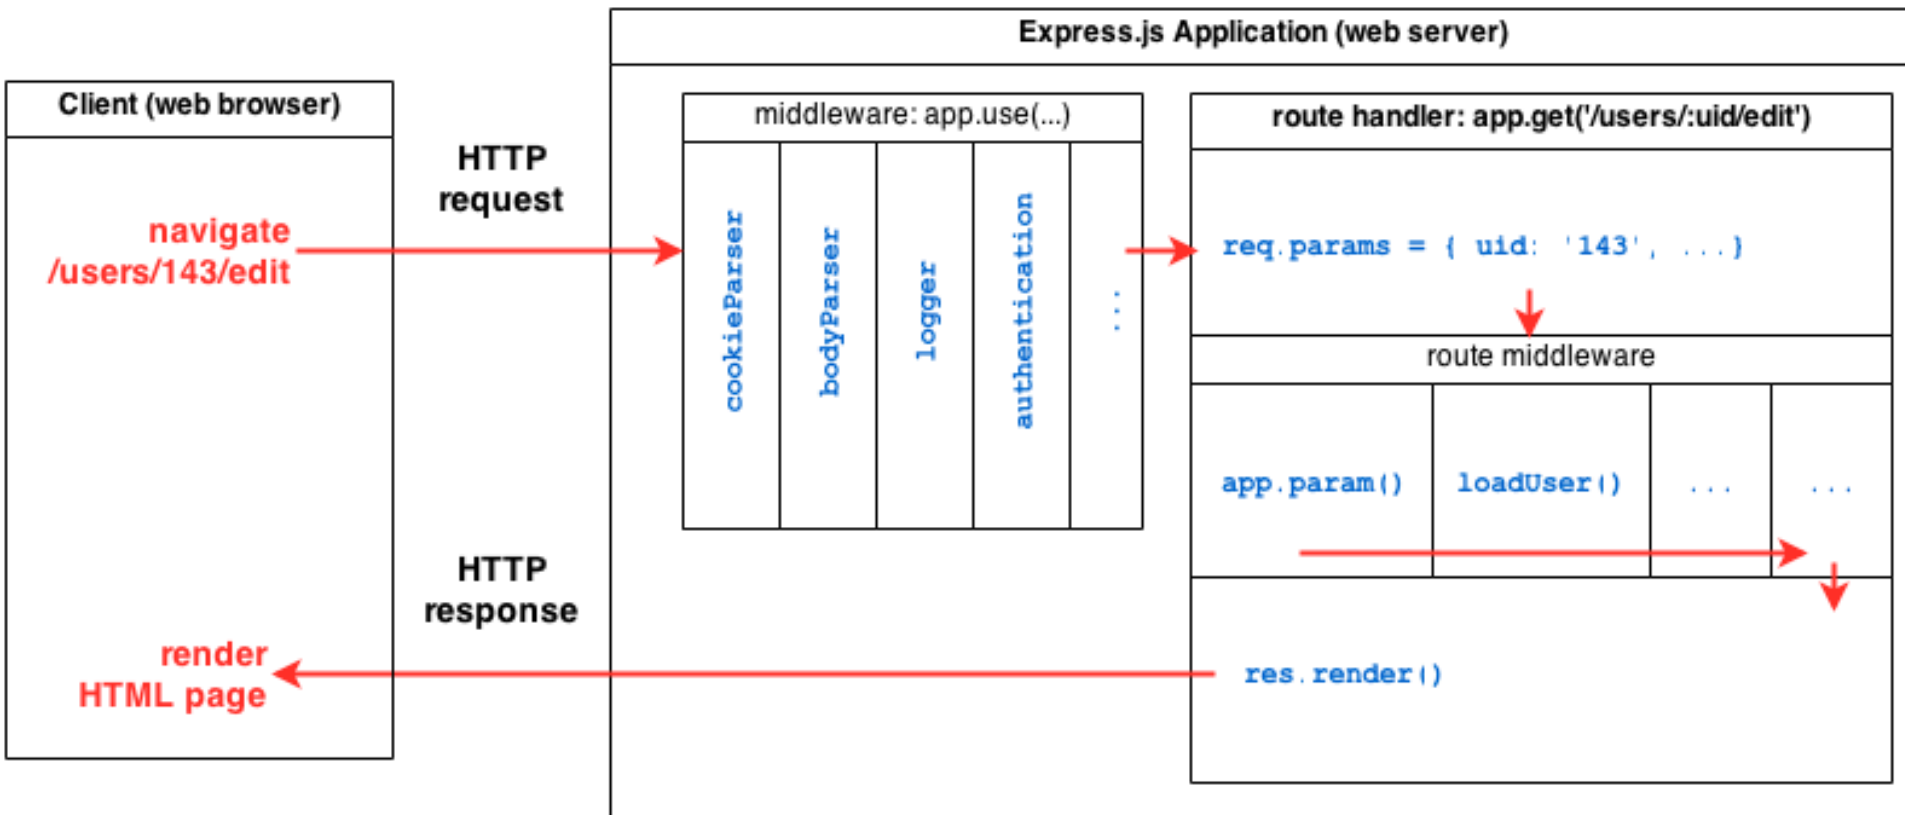 Express.js Application (web server)
Client (web browser)
navigate
/users/143/edit
HTTP
request
middleware: app.use(...)
cookieParser
bodyParser
logger
authentication
...
route handler: app.get('/users/:uid/edit')
req.params = { uid: '143', ...}
route middleware
app.param()
loadUser()
...
...
res.render()
HTTP
response
render
HTML page